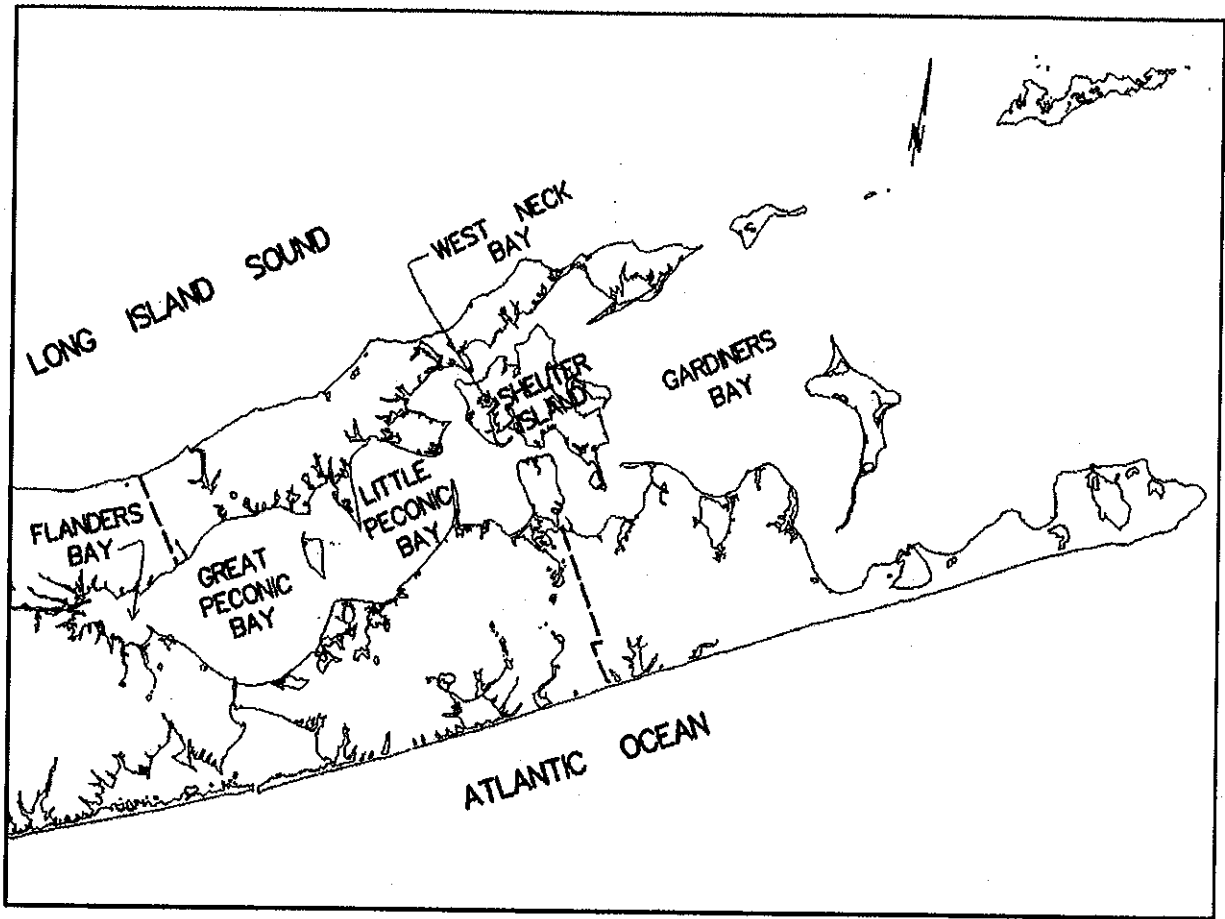 WEST NECK
BAY
LONG ISLAND SOUND
SHELTER
ISLAND
GARDINERS
BAY
FLANDERS
BAY
LITTLE
PECONIC
BAY
GREAT
PECONIC
BAY
ATLANTIC OCEAN